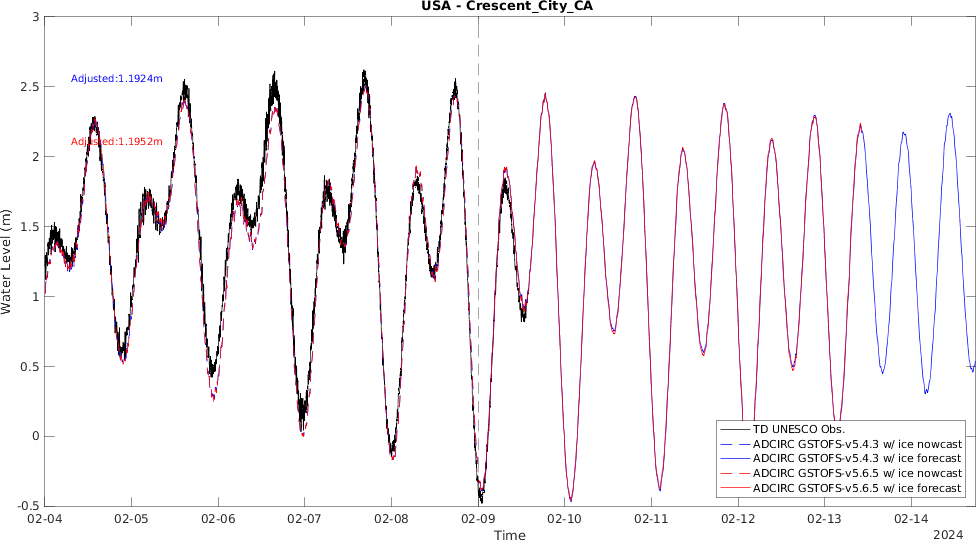 USA - Crescent_City_CA
3
2.5
2
1.5
1
0.5
0
-0.5
Water Level (m)
Adjusted:1.1924m
Adjusted:1.1952m
TD UNESCO Obs.
ADCIRC GSTOFS-v5.4.3 w/ ice nowcast
ADCIRC GSTOFS-v5.4.3 w/ ice forecast
ADCIRC GSTOFS-v5.6.5 w/ ice nowcast
ADCIRC GSTOFS-v5.6.5 w/ ice forecast
02-04 02-05 02-06 02-07 02-08 02-09 02-10 02-11 02-12 02-13 02-14
Time
2024